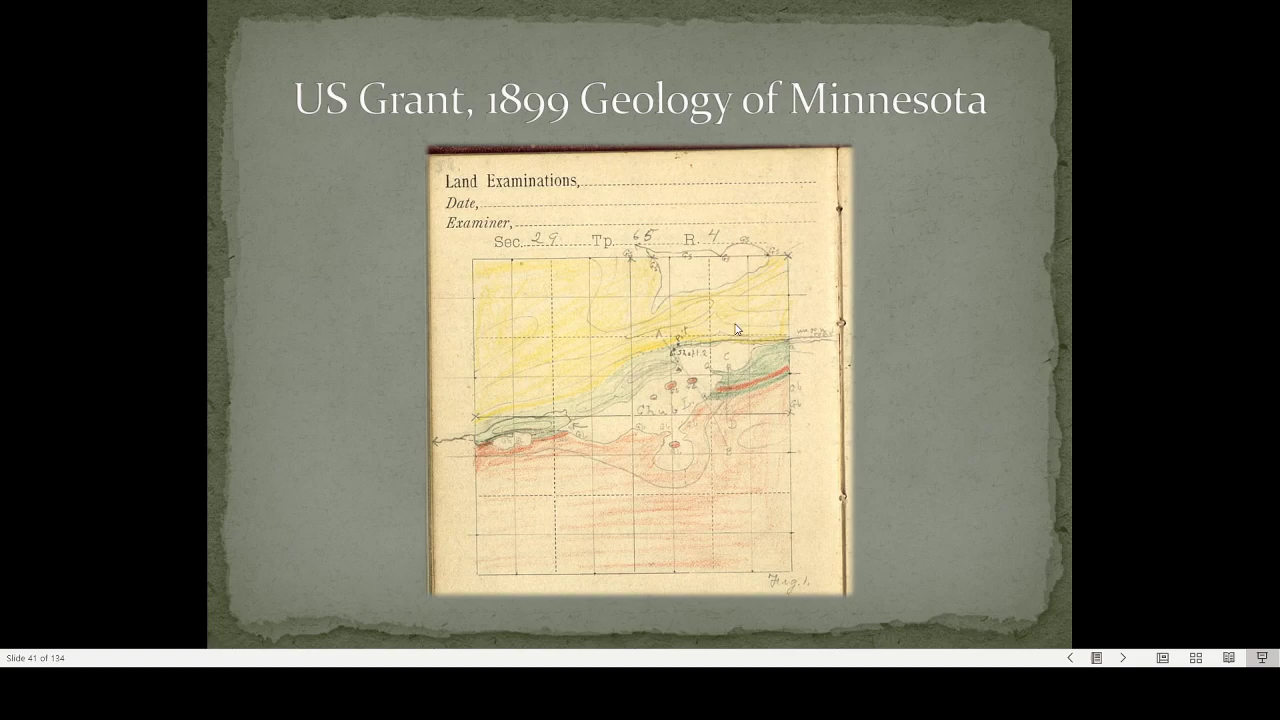 US Grant, 1899 Geology of Minnesota
Land Examinations,
Date,
Examiner,
Sec. 29 Tp. 65 R. 4
A
Pit
C
D
B
Fig. 1.
Slide 41 of 134